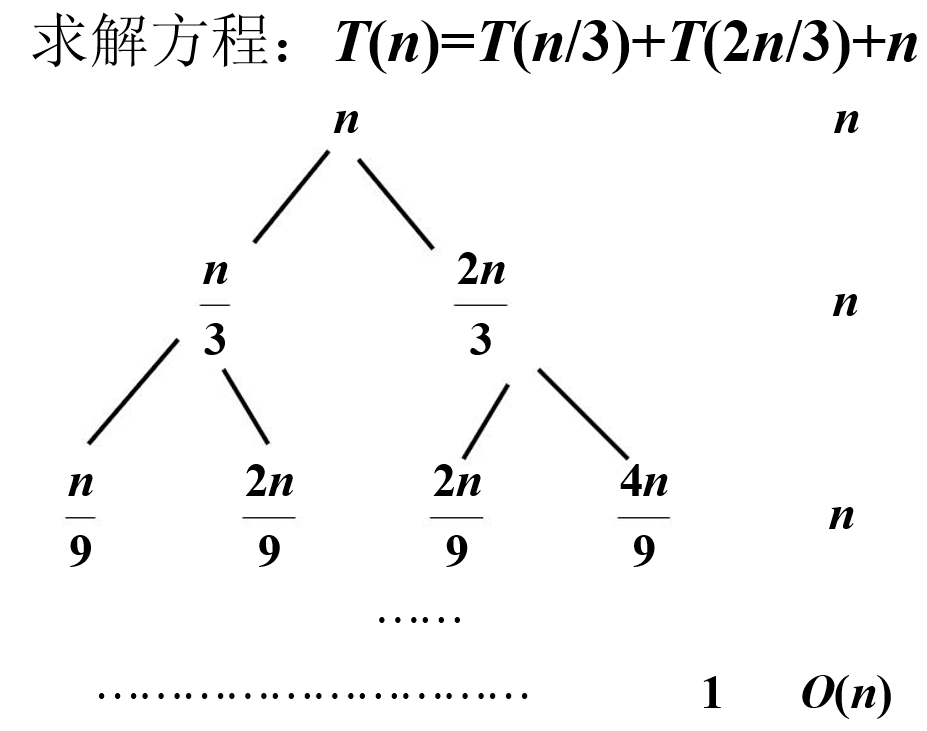 求解方程：T(n)=T(n/3)+T(2n/3)+n
n n
n/3 2n/3 n
n/9 2n/9 2n/9 4n/9 n
……
………………………… 1 O(n)